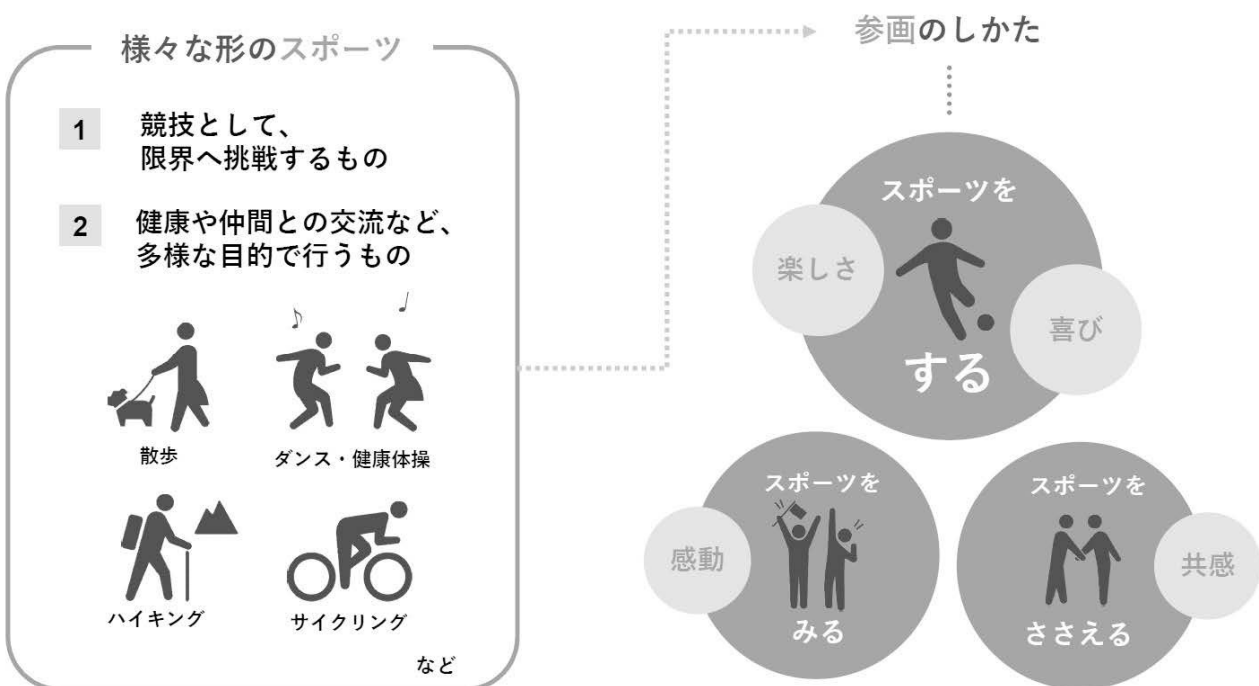 様々な形のスポーツ
1
競技として、
限界へ挑戦するもの
2
健康や仲間との交流など、
多様な目的で行うもの
散歩
ダンス・健康体操
ハイキング
サイクリング
など
参画のしかた
スポーツを
楽しさ
喜び
する
スポーツを
感動
みる
スポーツを
共感
ささえる